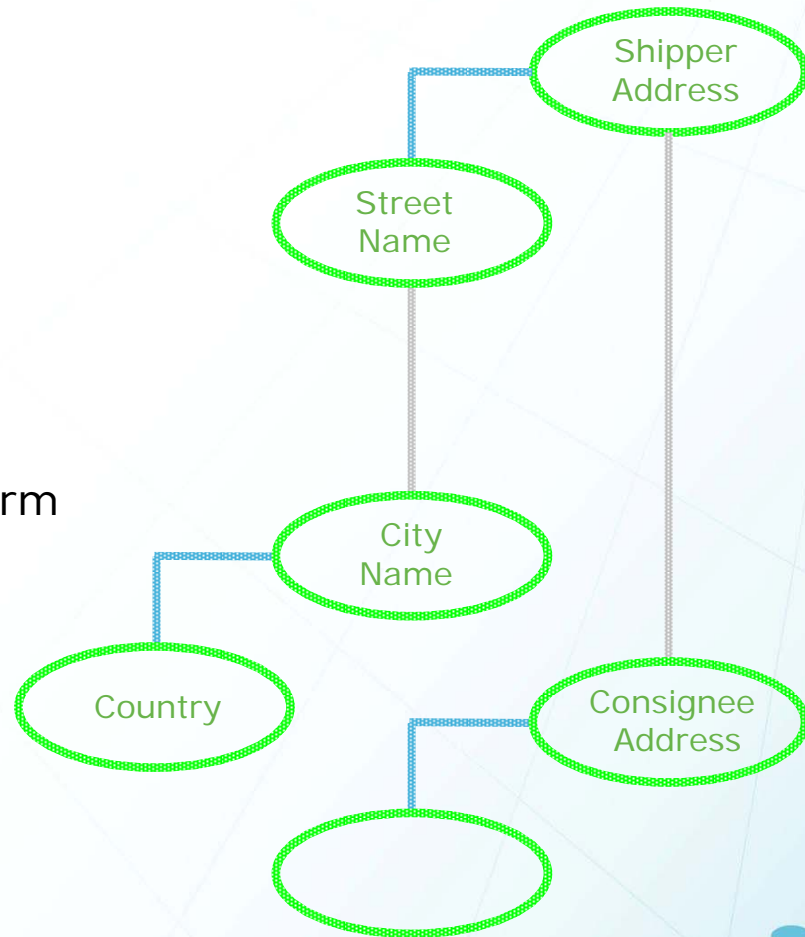 Shipper
Address
Street
Name
rm
City
Name
Country
Consignee
Address